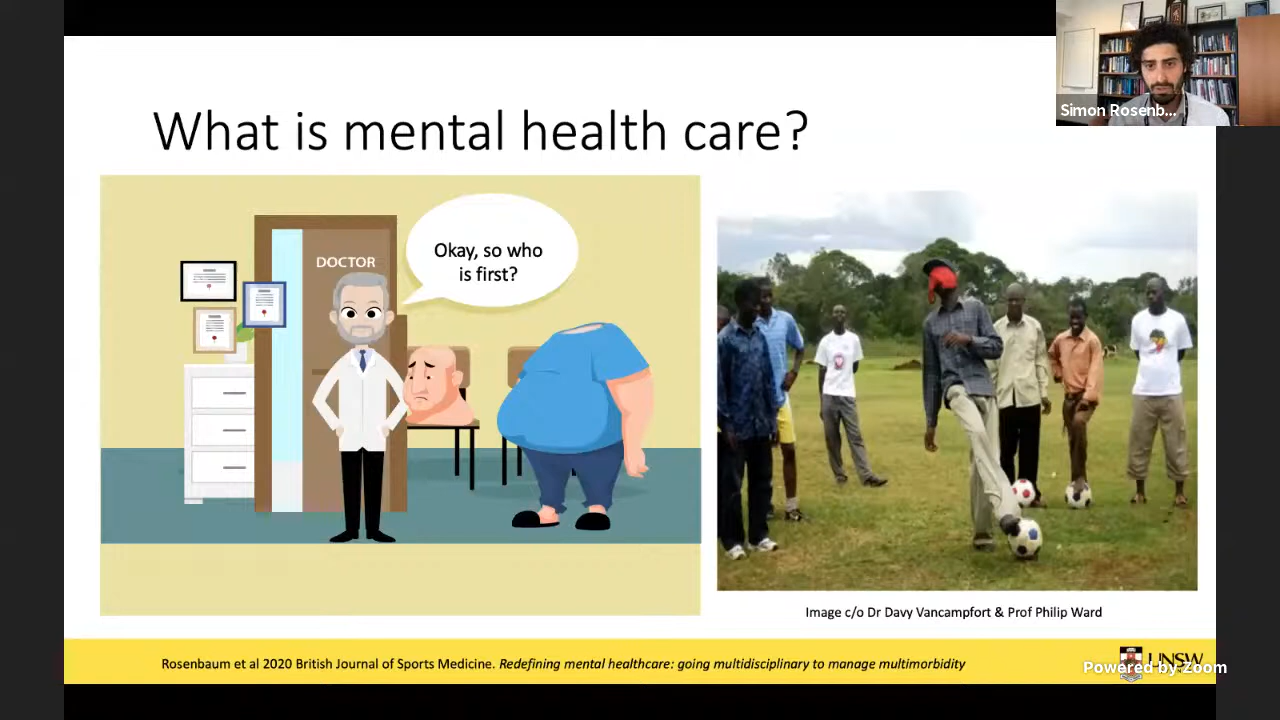 Simon Rosenb...
What is mental health care?
DOCTOR
Okay, so who
is first?
Image c/o Dr Davy Vancampfort & Prof Philip Ward
Rosenbaum et al 2020 British Journal of Sports Medicine. Redefining mental healthcare: going multidisciplinary to manage multimorbidity
UNSW
Powered by Zoom